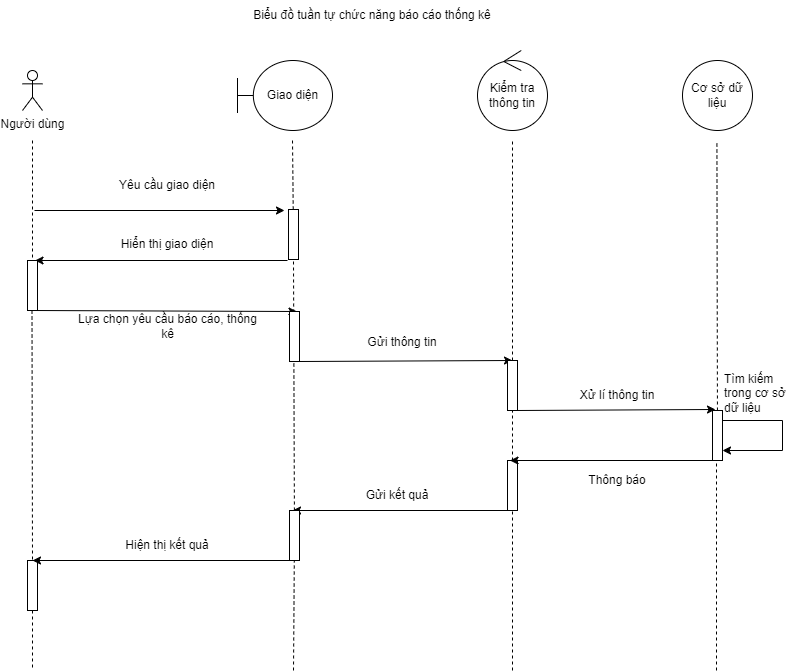 Biểu đồ tuần tự chức năng báo cáo thống kê
Người dùng
Giao diện
Kiểm tra
thông tin
Cơ sở dữ
liệu
Yêu cầu giao diện
Hiển thị giao diện
Lựa chọn yêu cầu báo cáo, thống
kê
Gửi thông tin
Xử lí thông tin
Tìm kiếm
trong cơ sở
dữ liệu
Thông báo
Gửi kết quả
Hiện thị kết quả